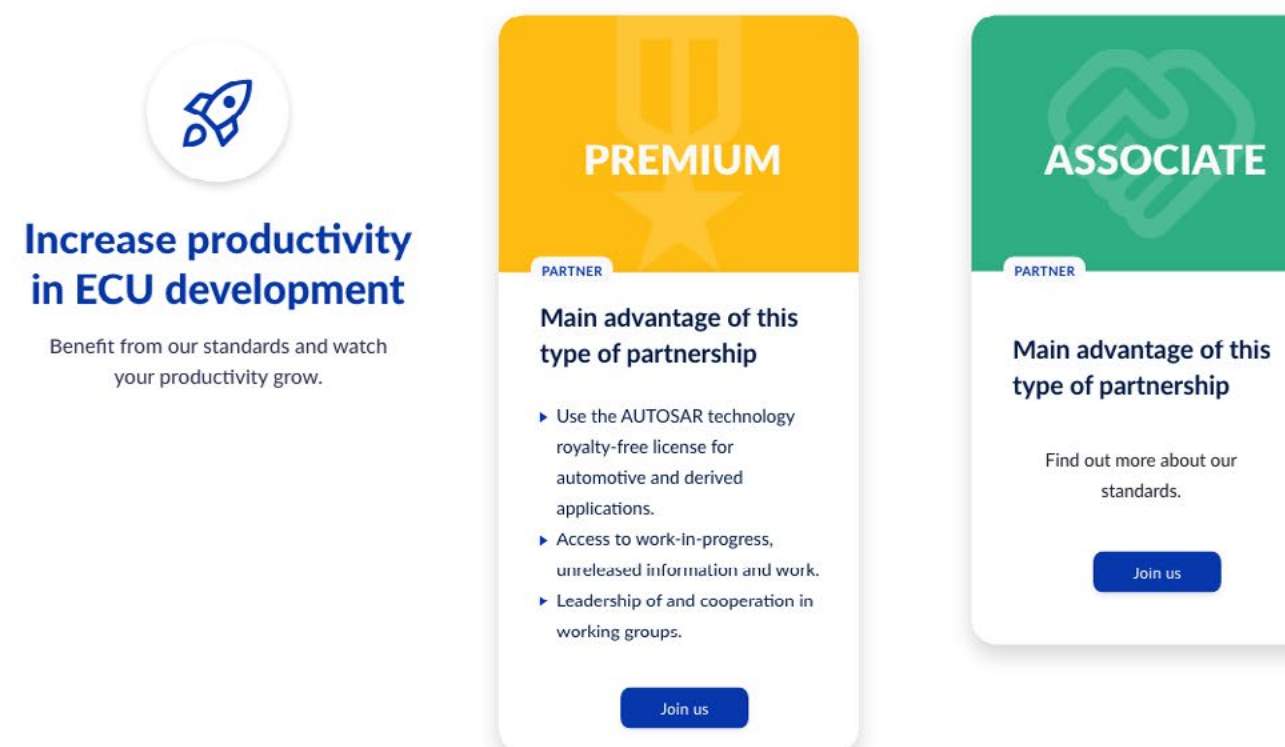 Increase productivity
in ECU development
Benefit from our standards and watch
your productivity grow.
PREMIUM
PARTNER
Main advantage of this
type of partnership
Use the AUTOSAR technology
royalty-free license for
automotive and derived
applications.
Access to work-in-progress,
unreleased information and work.
Leadership of and cooperation in
working groups.
Join us
ASSOCIATE
PARTNER
Main advantage of this
type of partnership
Find out more about our
standards.
Join us